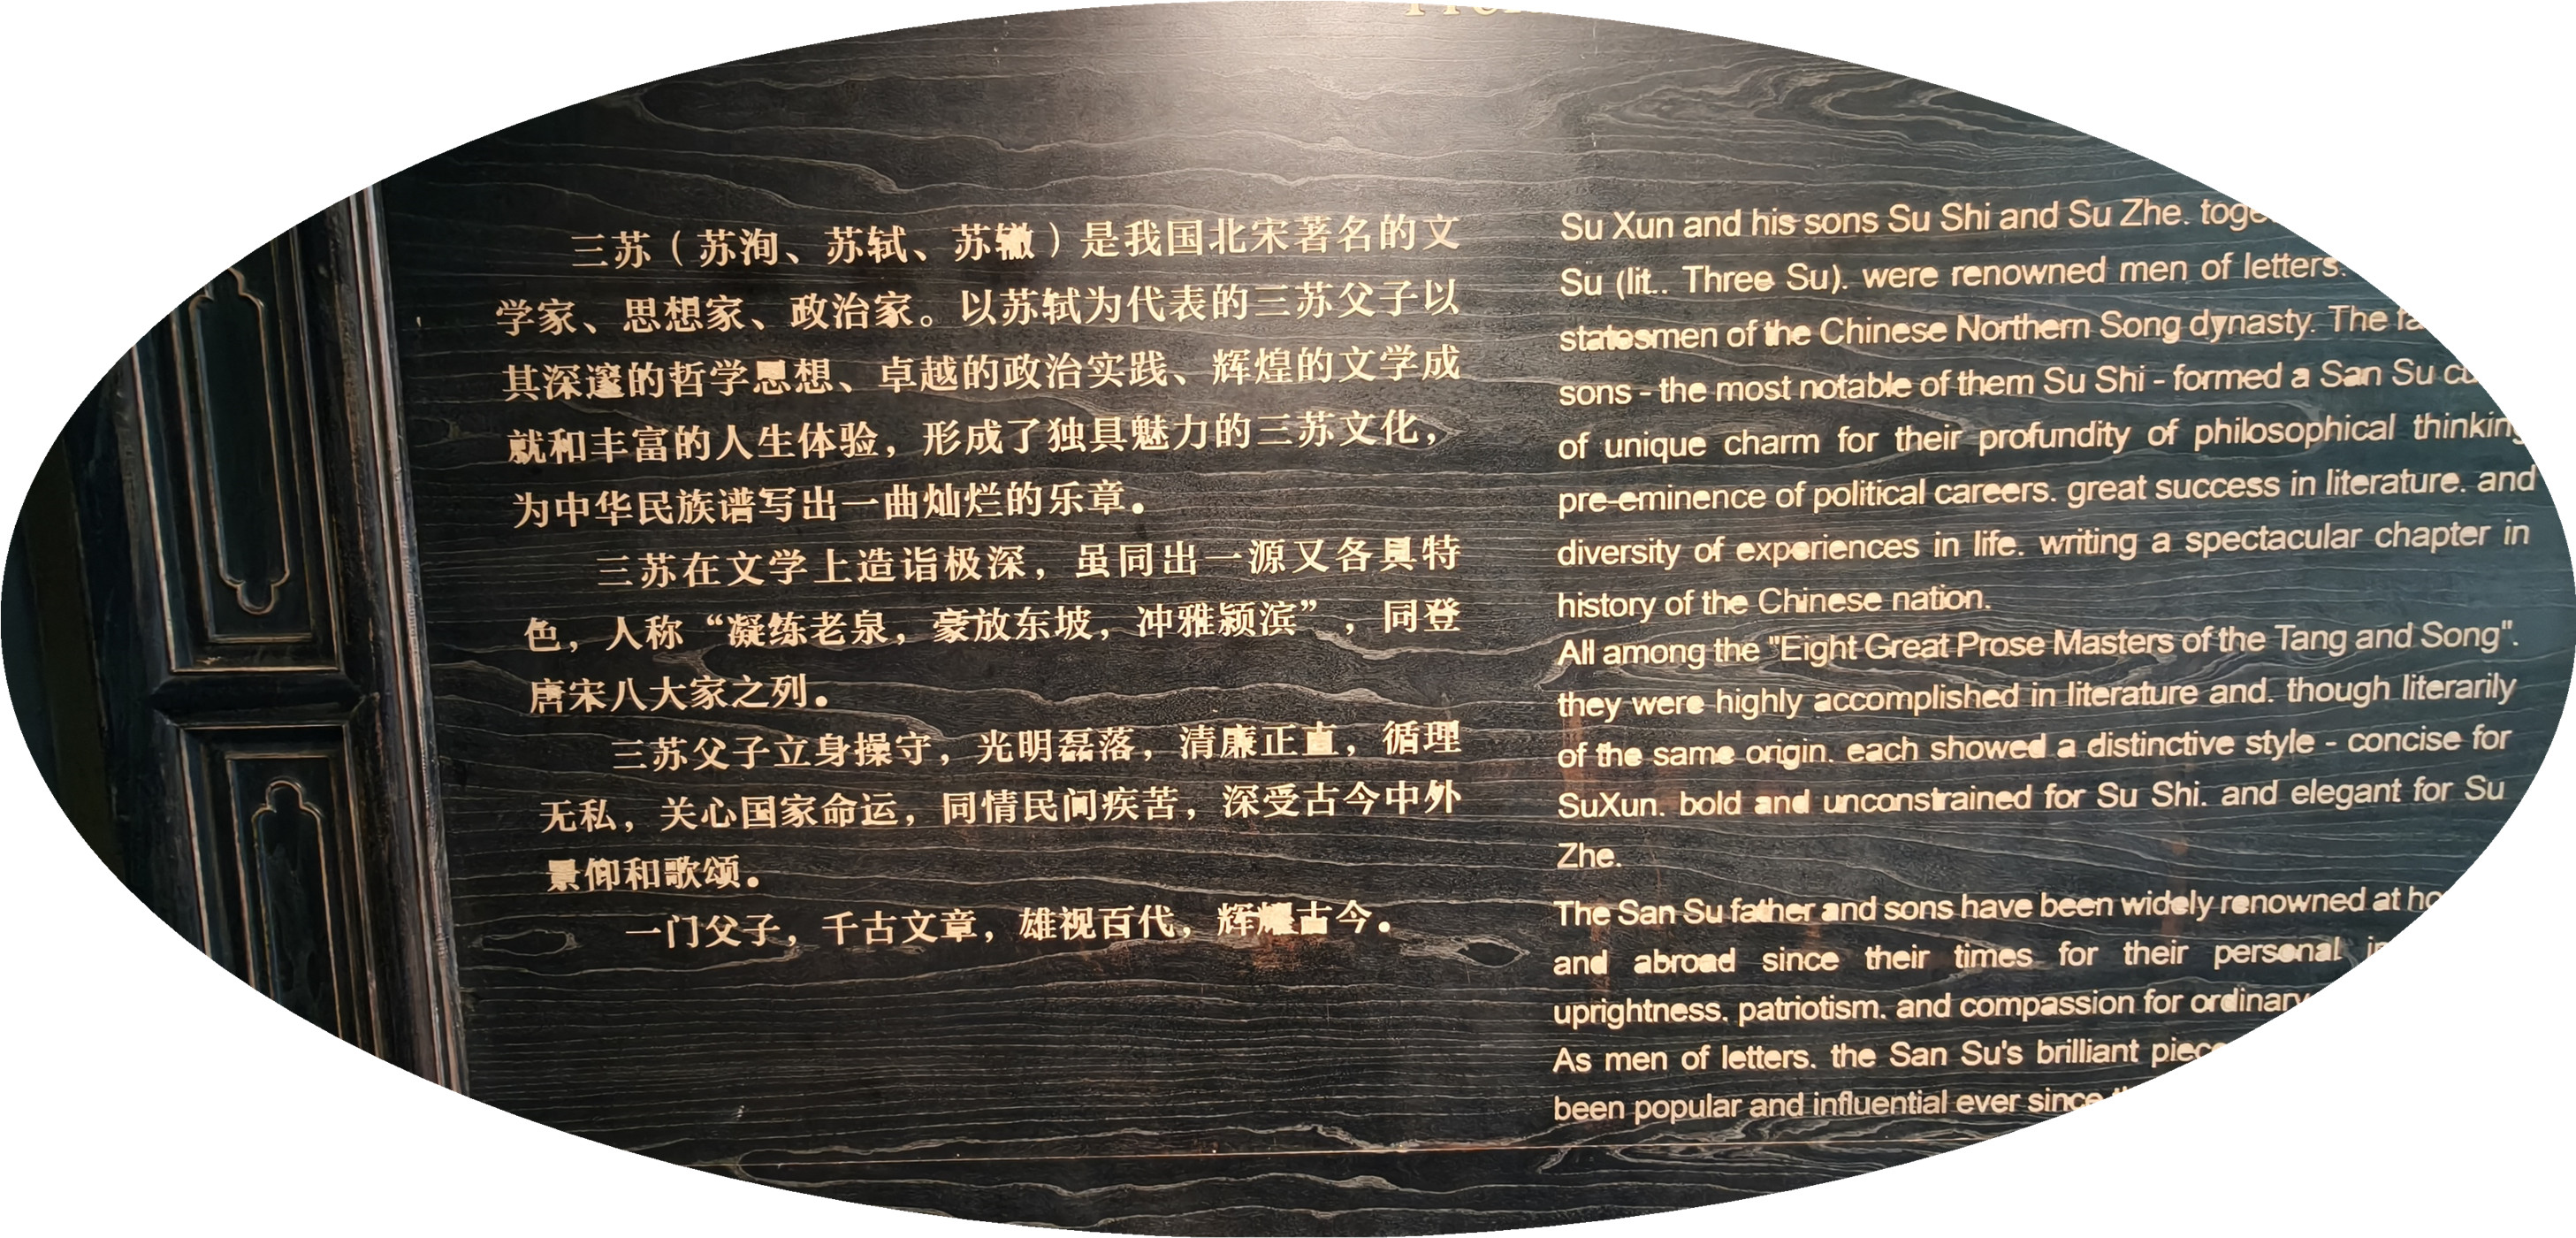 三苏（苏洵、苏轼、苏辙）是我国北宋著名的文
学家、思想家、政治家。以苏轼为代表的三苏父子以
其深邃的哲学思想、卓越的政治实践、辉煌的文学成
就和丰富的人生体验，形成了独具魅力的三苏文化，
为中华民族谱写出一曲灿烂的乐章。
三苏在文学上造诣极深，虽同出一源又各具特
色，人称“凝练老泉，豪放东坡，冲雅颍滨”，同登
唐宋八大家之列。
三苏父子立身操守，光明磊落，清廉正直，循理
无私，关心国家命运，同情民间疾苦，深受古今中外
景仰和歌颂。
一门父子，千古文章，雄视百代，辉耀古今。
Su Xun and his sons Su Shi and Su Zhe.
Su (lit.. Three Su). were renowned men of letters.
statesmen of the Chinese Northern Song dynasty. The
sons - the most notable of them Su Shi - formed a San Su
of unique charm for their profundity of philosophical thinking
pre-eminence of political careers. great success in literature. and
diversity of experiences in life. writing a spectacular chapter in
history of the Chinese nation.
All among the "Eight Great Prose Masters of the Tang and Song".
they were highly accomplished in literature and. though literarily
of the same origin. each showed a distinctive style - concise for
SuXun. bold and unconstrained for Su Shi. and elegant for Su
Zhe.
The San Su father and sons have been widely renowned at
and abroad since their times for their personal
uprightness. patriotism. and compassion for ordinary
As men of letters. the San Su's brilliant
been popular and influential ever since